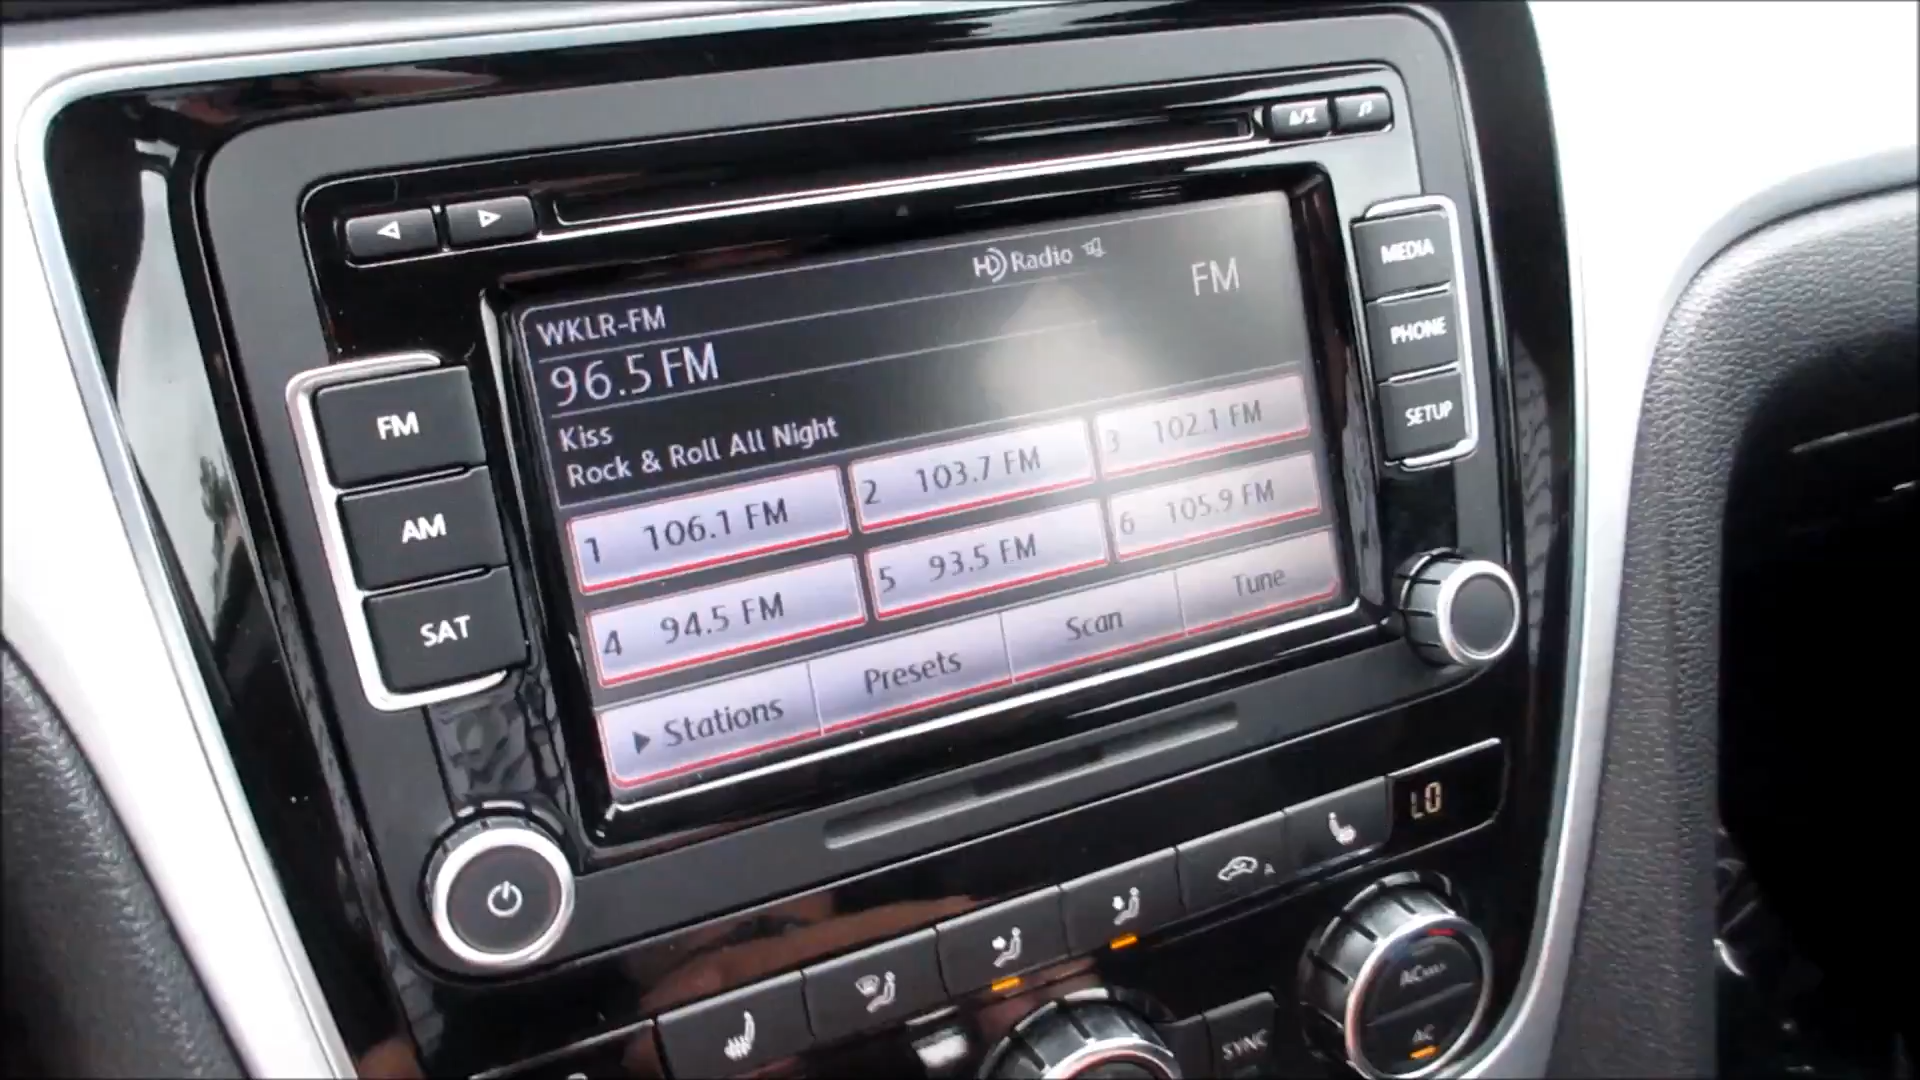 HD Radio
FM
WKLR-FM
96.5 FM
Kiss
Rock & Roll All Night
1 106.1 FM
2 103.7 FM
3 102.1 FM
4 94.5 FM
5 93.5 FM
6 105.9 FM
Stations
Presets
Scan
Tune
FM
AM
SAT
MEDIA
PHONE
SETUP
LO
A
SYNC
AC